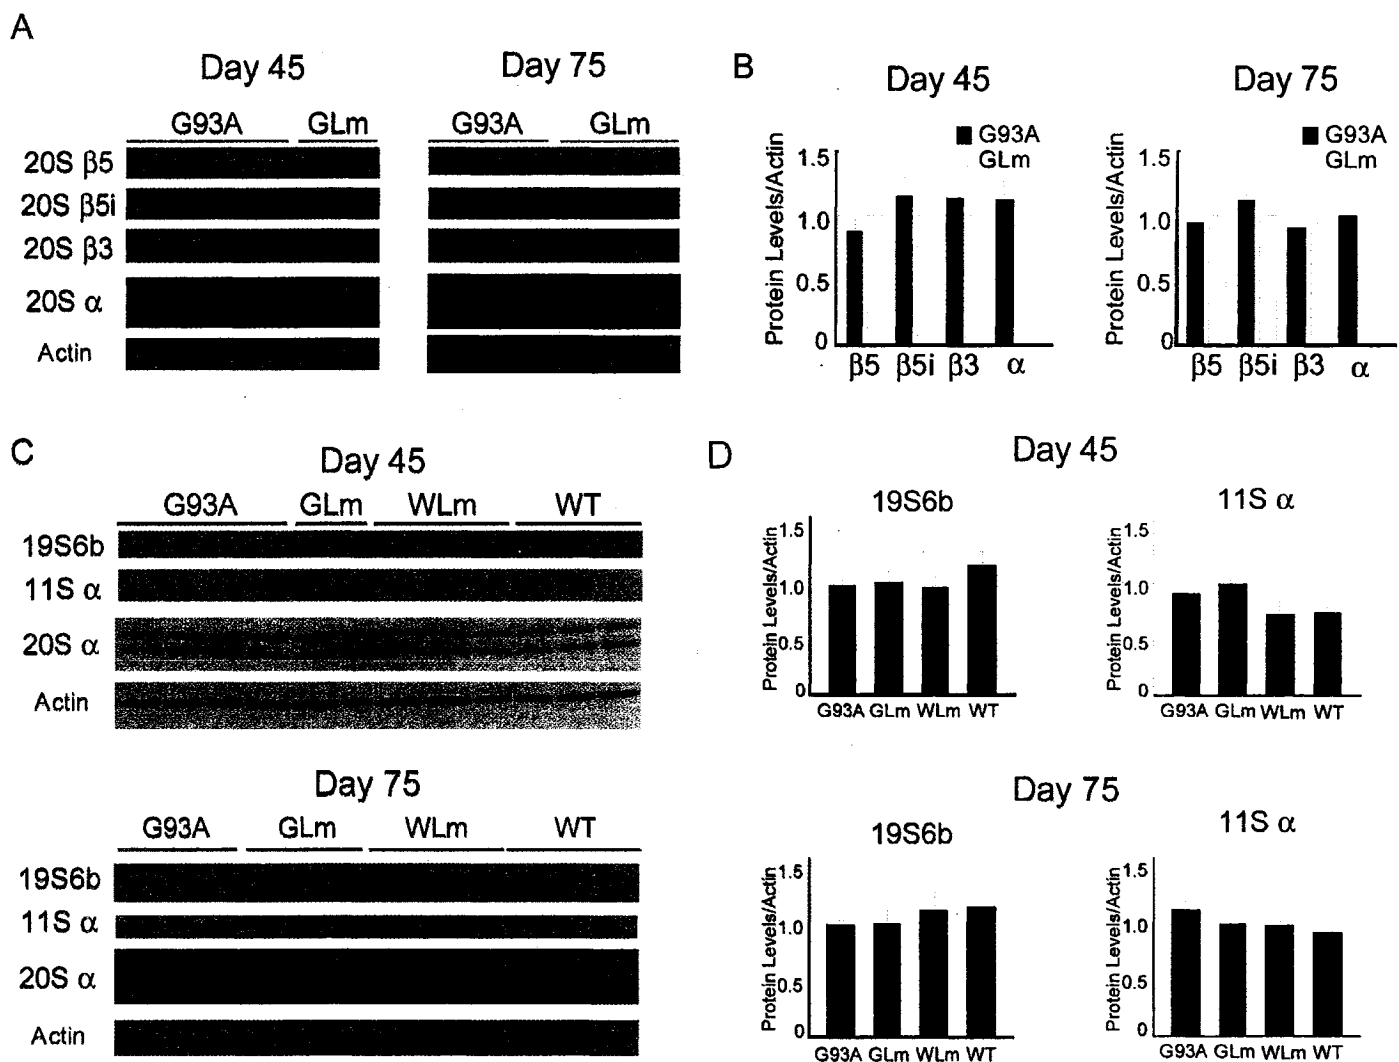 A
Day 45
Day 75
G93A GLm
G93A GLm
20S β5
20S β5i
20S β3
20S α
Actin
B
Day 45
Day 75
G93A
GLm
G93A
GLm
Protein Levels/Actin
1.5
1.0
0.5
0
β5 β5i β3 α
Protein Levels/Actin
1.5
1.0
0.5
0
β5 β5i β3 α
C
Day 45
G93A GLm WLm WT
19S6b
11S α
20S α
Actin
Day 75
G93A GLm WLm WT
19S6b
11S α
20S α
Actin
D
Day 45
19S6b
Protein Levels/Actin
1.5
1.0
0.5
0
G93A GLm WLm WT
11S α
Protein Levels/Actin
1.5
1.0
0.5
0
G93A GLm WLm WT
Day 75
19S6b
Protein Levels/Actin
1.5
1.0
0.5
0
G93A GLm WLm WT
11S α
Protein Levels/Actin
1.5
1.0
0.5
0
G93A GLm WLm WT